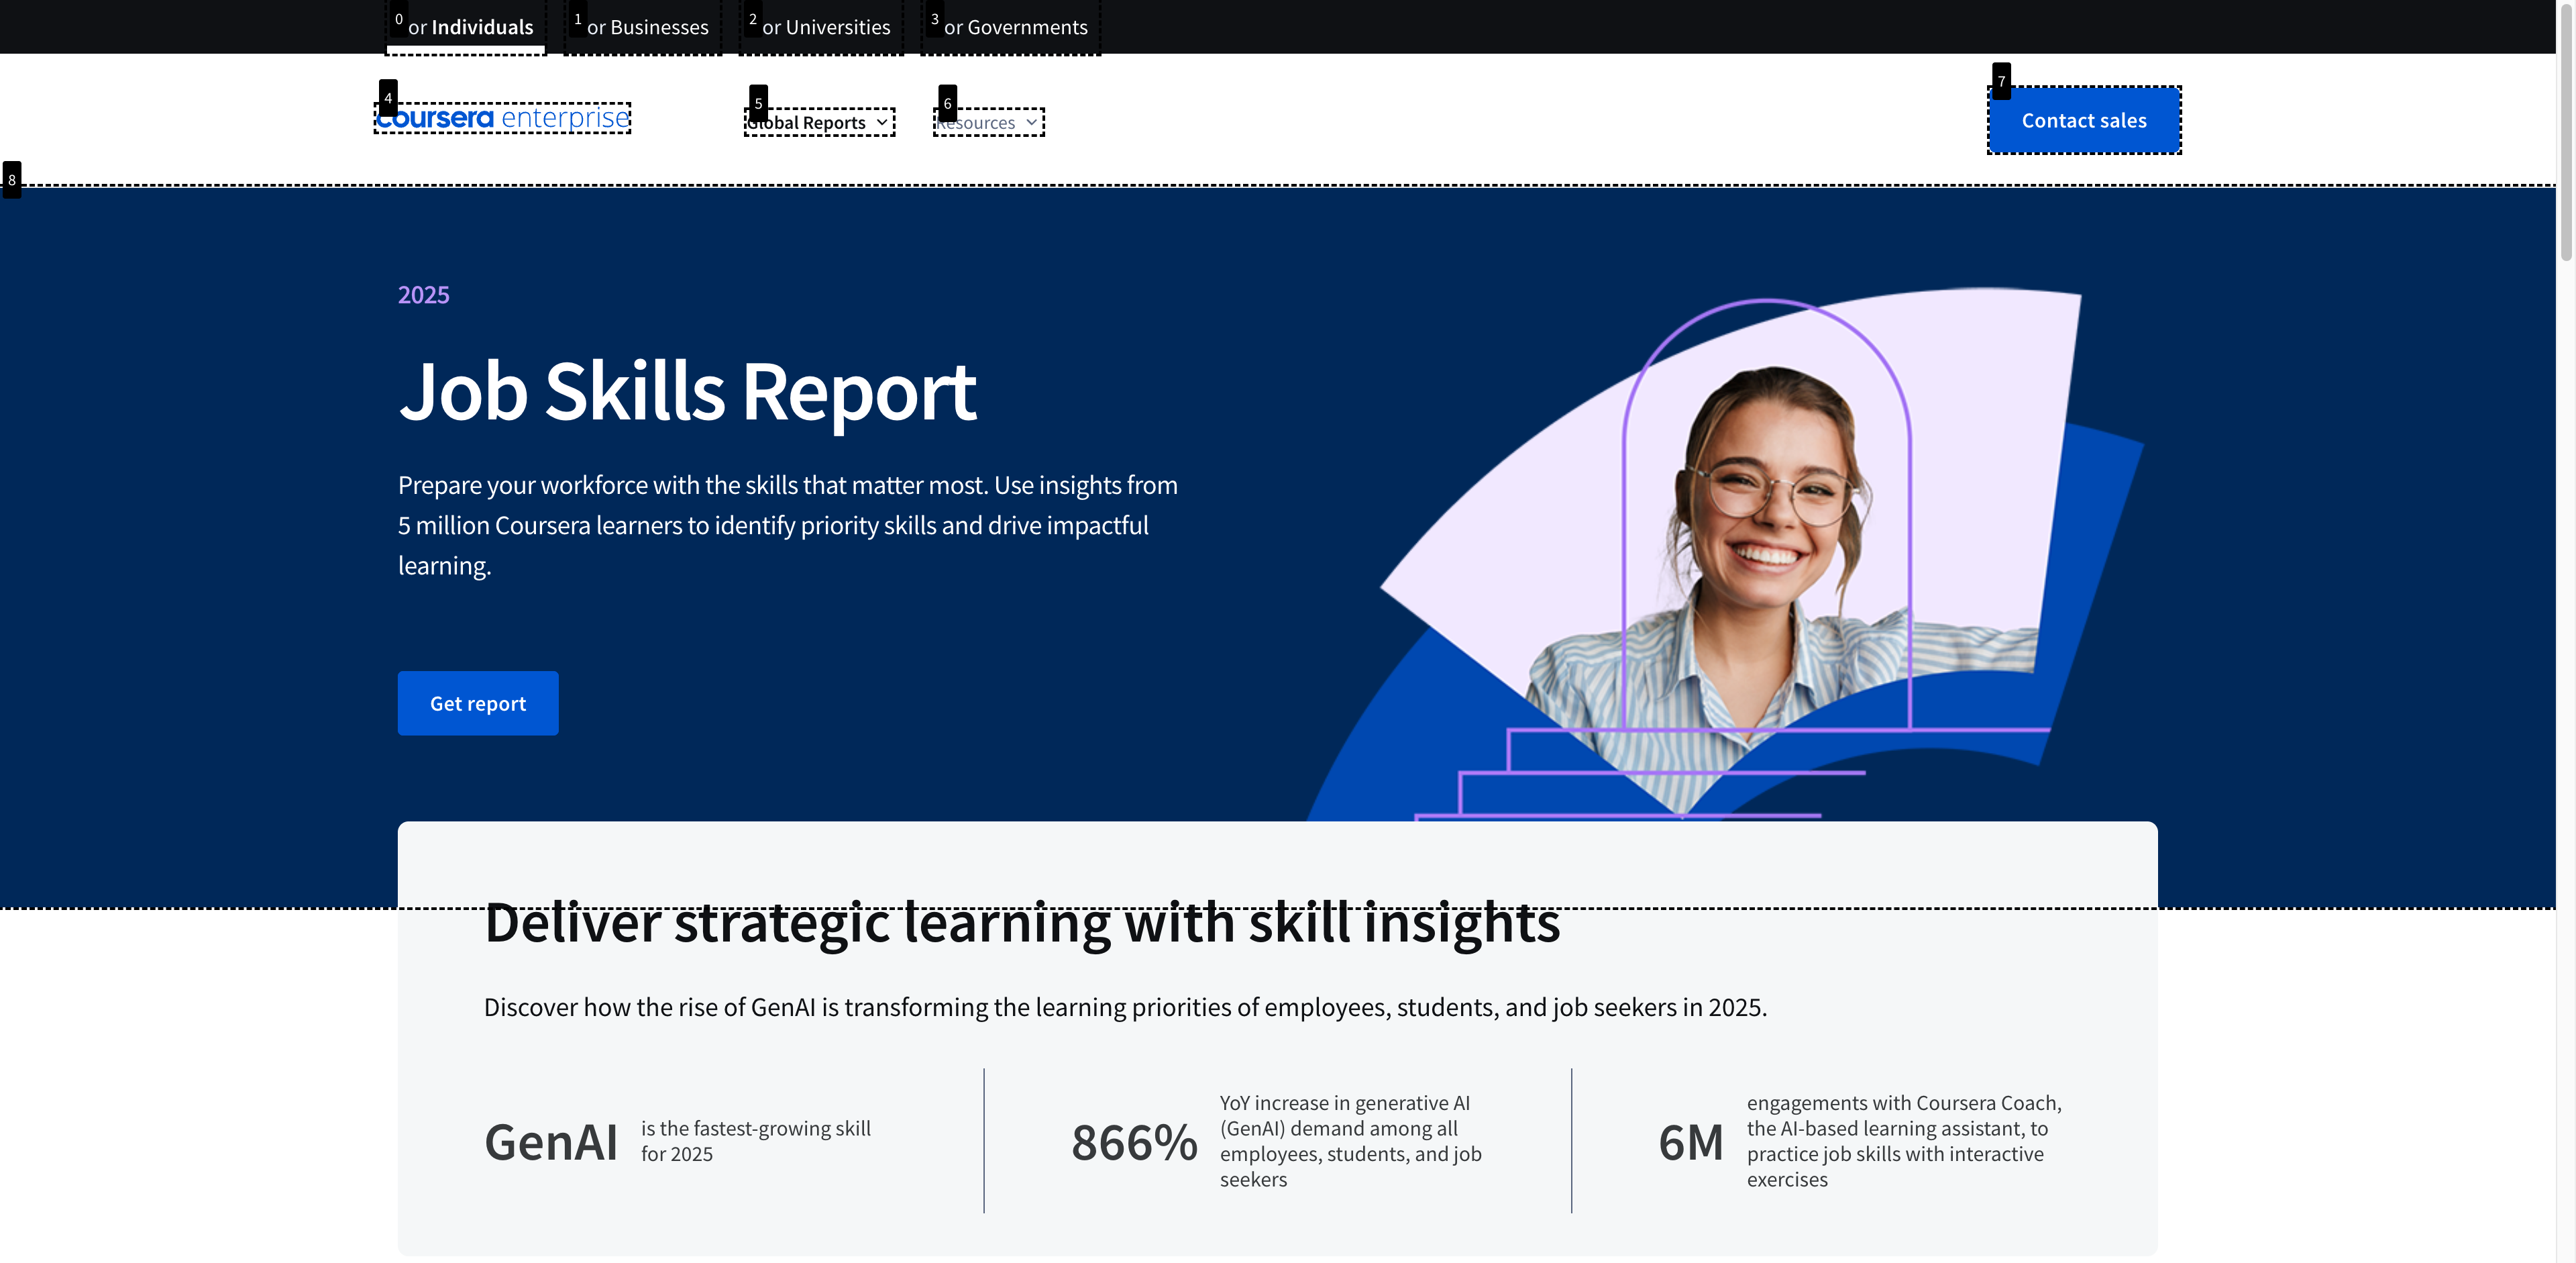 0 or Individuals
1 or Businesses
2 or Universities
3 or Governments
4
coursera enterprise
5
Global Reports
6
Resources
7
Contact sales
8
2025
Job Skills Report
Prepare your workforce with the skills that matter most. Use insights from
5 million Coursera learners to identify priority skills and drive impactful
learning.
Get report
Deliver strategic learning with skill insights
Discover how the rise of GenAI is transforming the learning priorities of employees, students, and job seekers in 2025.
GenAI
is the fastest-growing skill
for 2025
866%
YoY increase in generative AI
(GenAI) demand among all
employees, students, and job
seekers
6M
engagements with Coursera Coach,
the AI-based learning assistant, to
practice job skills with interactive
exercises